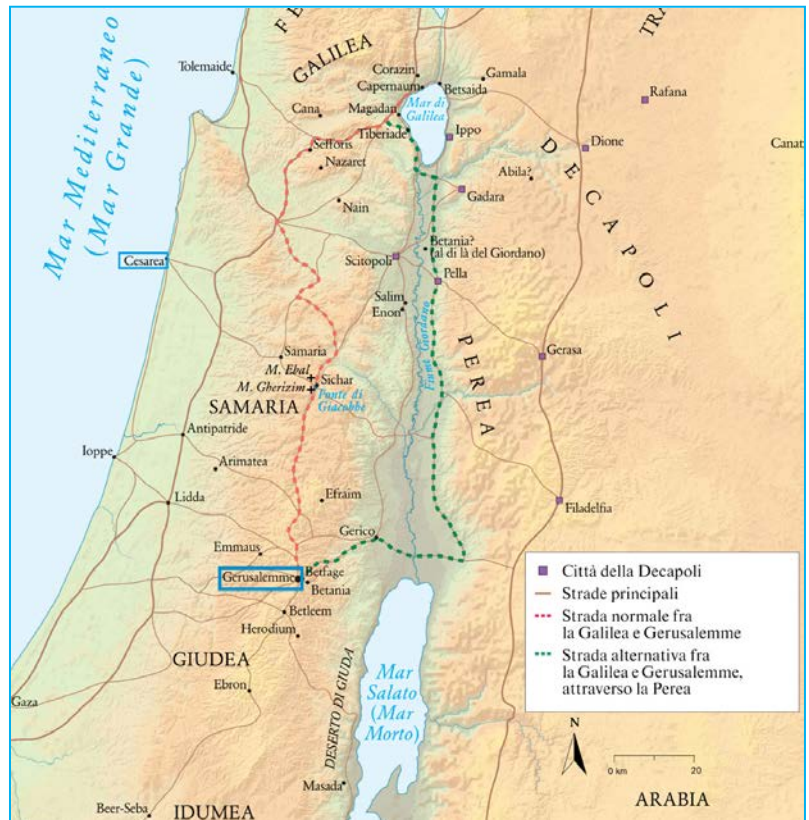 FE
TRA
GALILEA
Tolemaide
Corazin
Gamala
Capernaum
Betsaida
Rafana
Magadan
Mar di
Galilea
Cana
Tiberiade
Ippo
Dione
Canat
Sefforis
Nazaret
Abila?
DECAPOLI
Gadara
Nain
Mar Mediterraneo
(Mar Grande)
Betania?
(al di là del Giordano)
Cesarea
Scitopoli
Pella
Salim
Enon
Fiume Giordano
PEREA
Gerasa
Samaria
M. Ebal
Sichar
M. Gherizim
Fonte di
Giacobbe
SAMARIA
Antipatride
Ioppe
Arimatea
Lidda
Efraim
Filadelfia
Gerico
Emmaus
Gerusalemme
Betfage
Betania
Betleem
Herodium
GIUDEA
Ebron
Gaza
DESERTO DI GIUDA
Mar
Salato
(Mar
Morto)
Masada
Beer-Seba
IDUMEA
Città della Decapoli
Strade principali
Strada normale fra
la Galilea e Gerusalemme
Strada alternativa fra
la Galilea e Gerusalemme,
attraverso la Perea
N
0 km
20
ARABIA